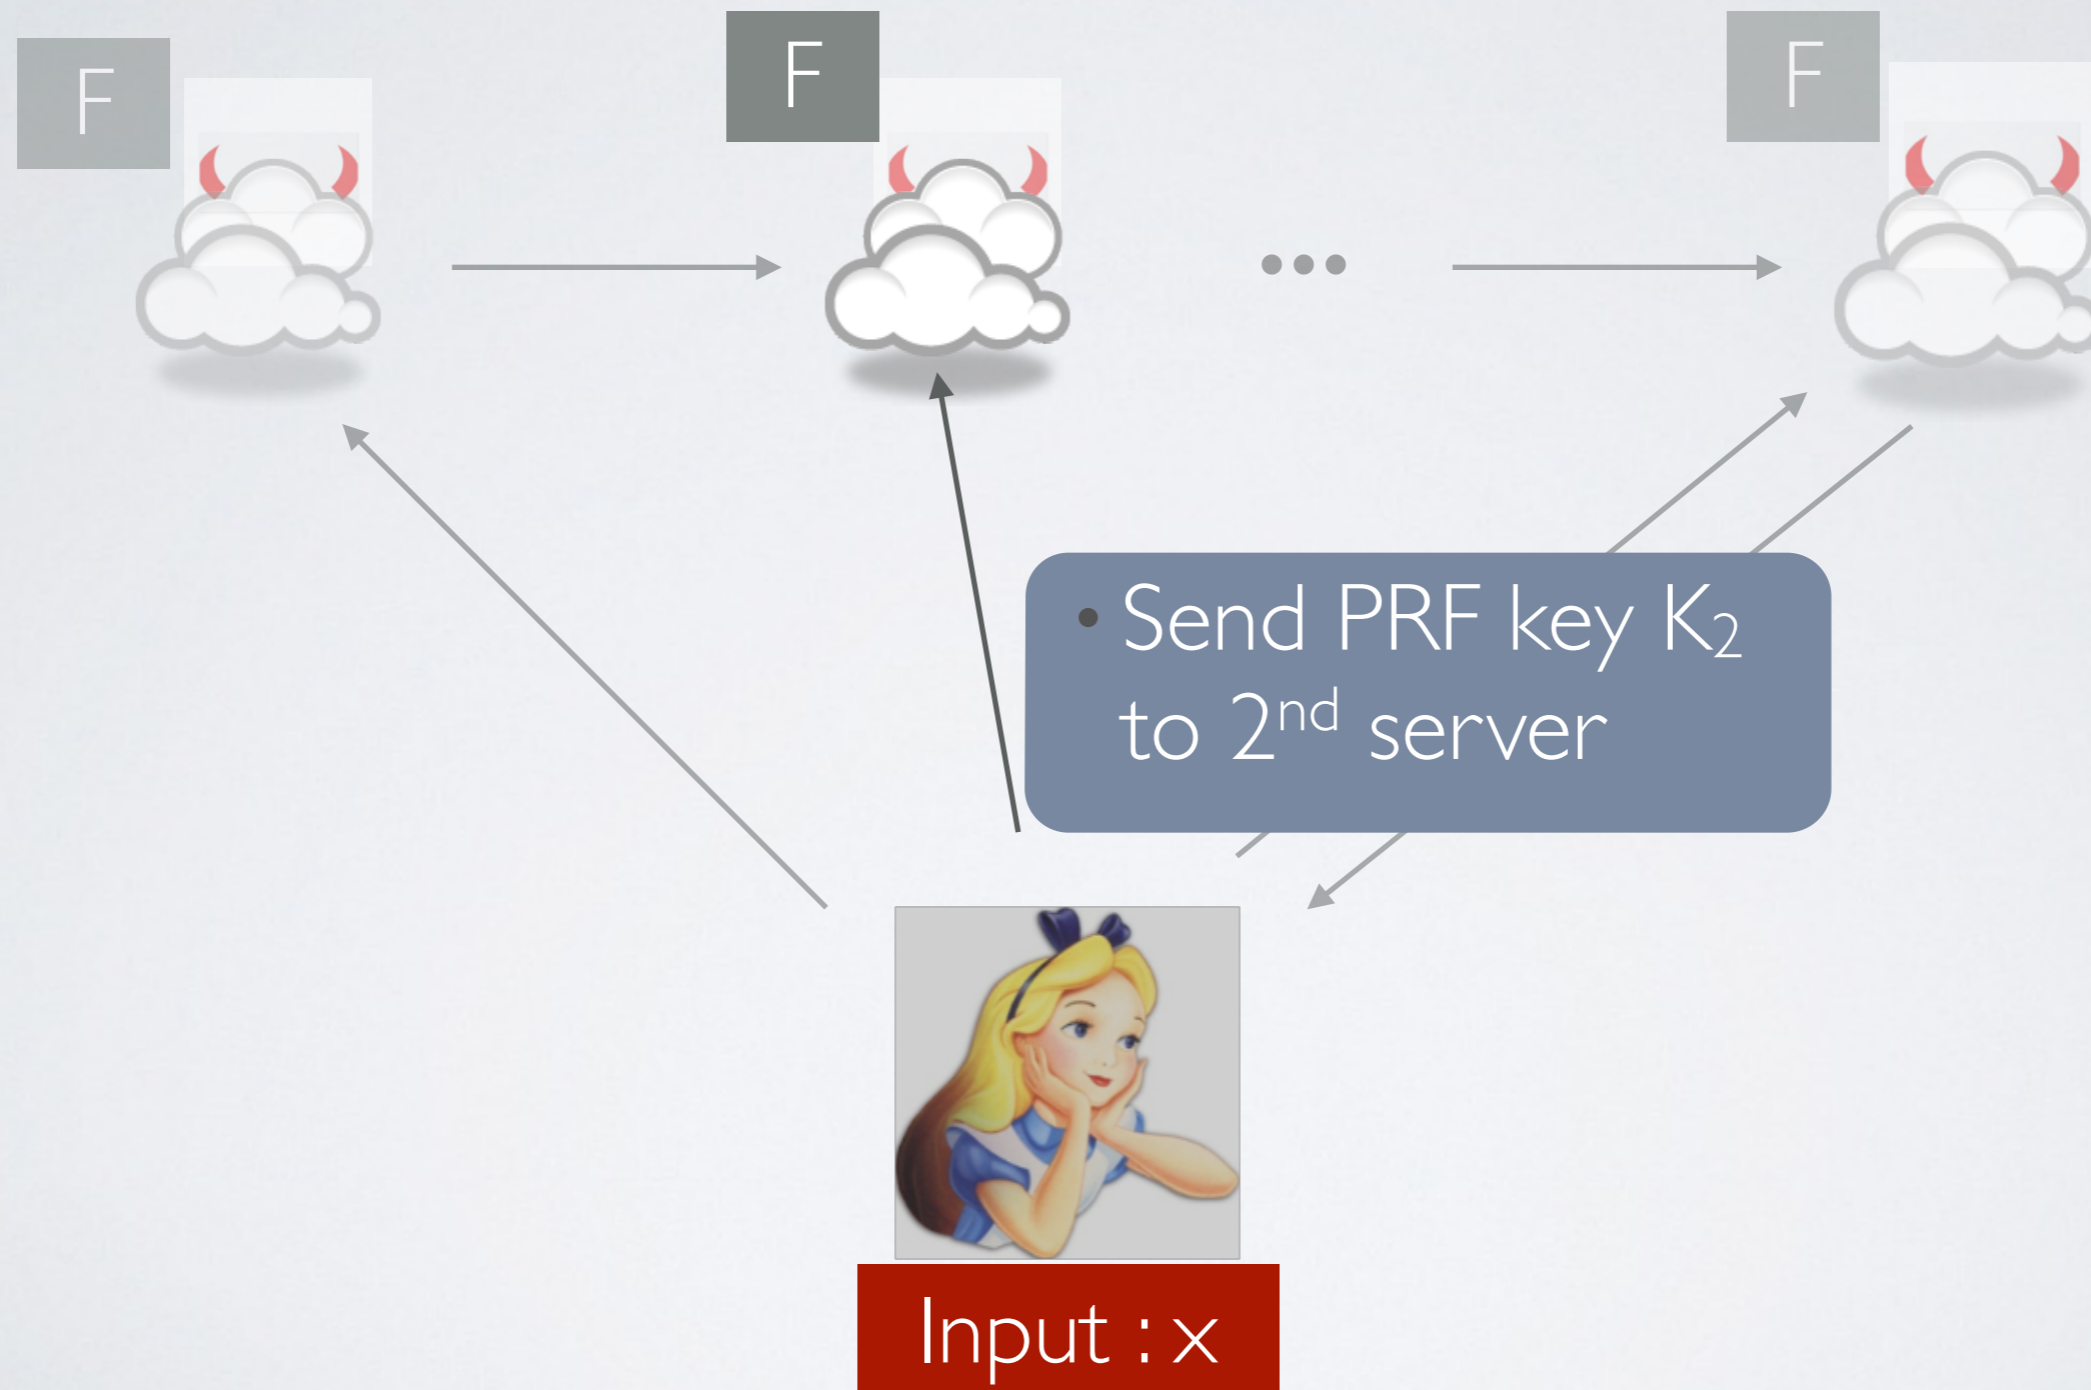 F
F
F
•••
• Send PRF key K₂
to 2ⁿᵈ server
Input : x